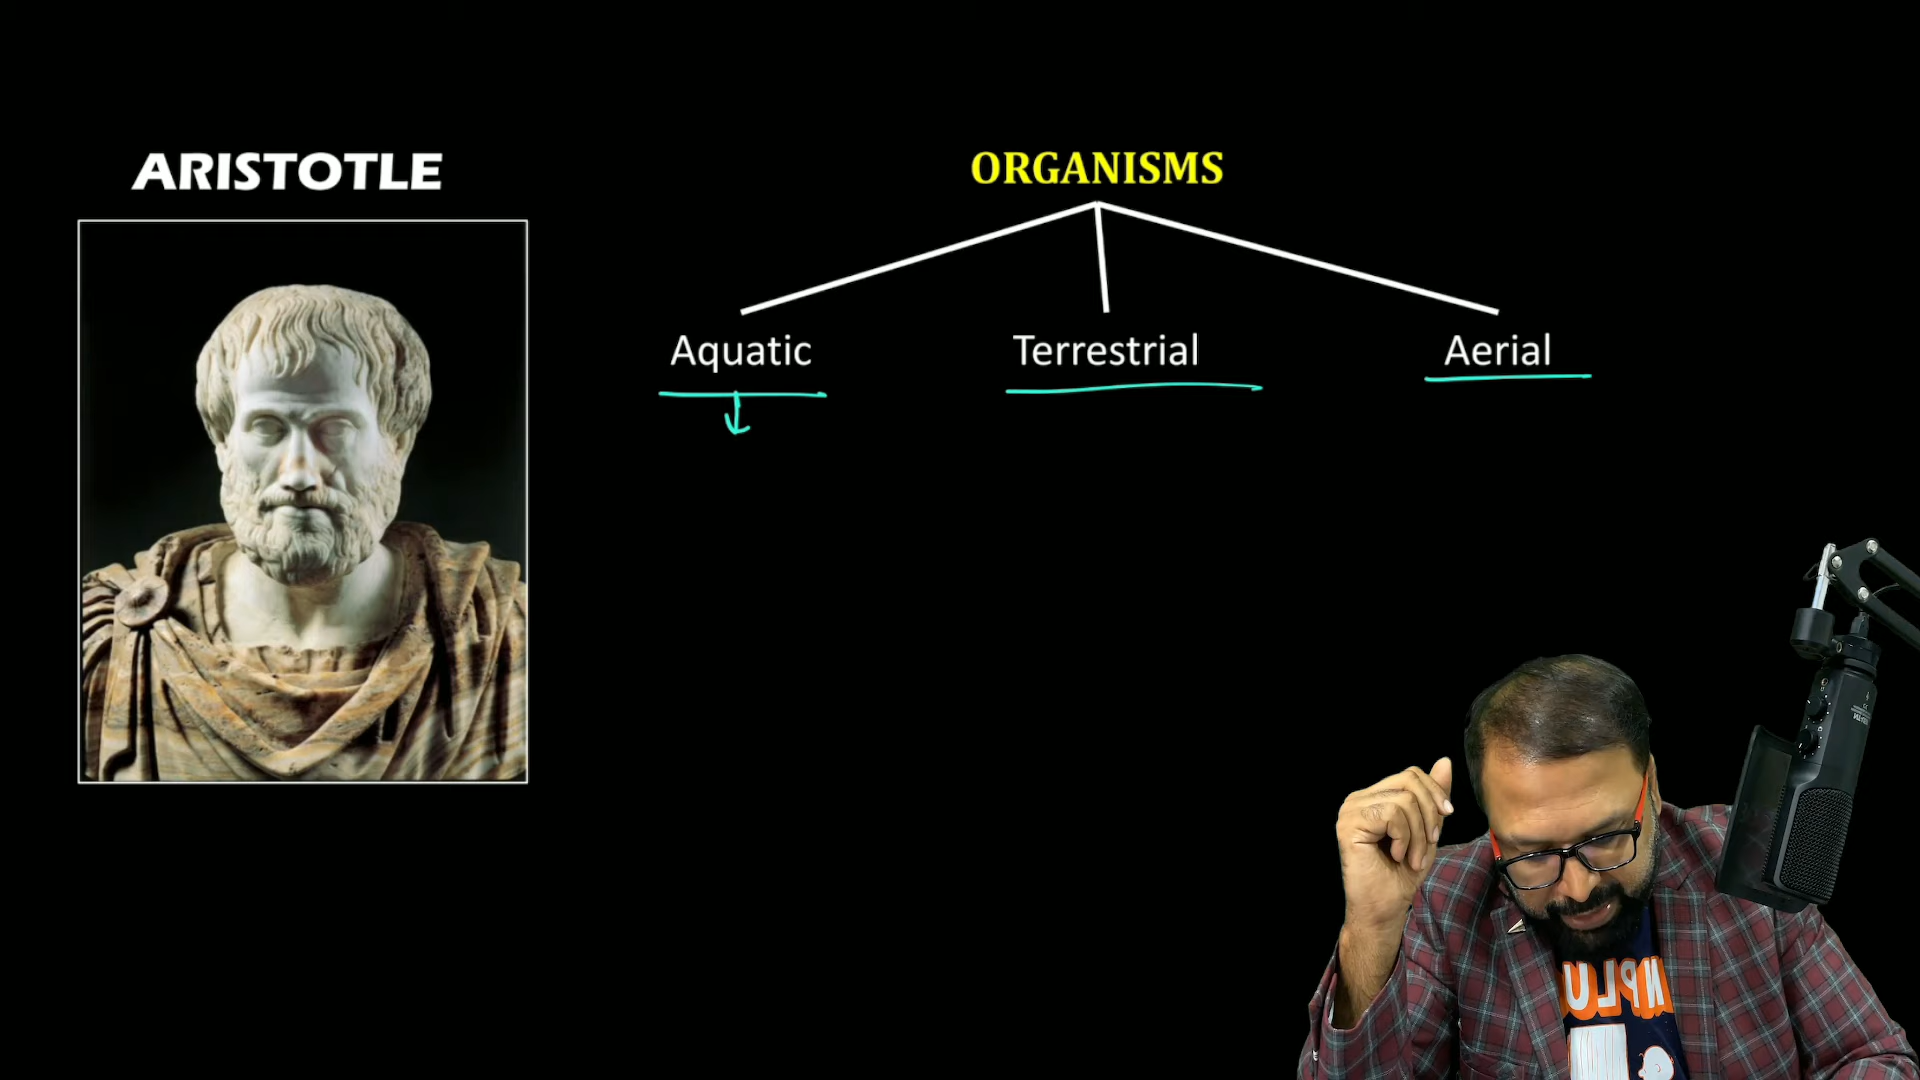 ARISTOTLE
ORGANISMS
Aquatic
Terrestrial
Aerial